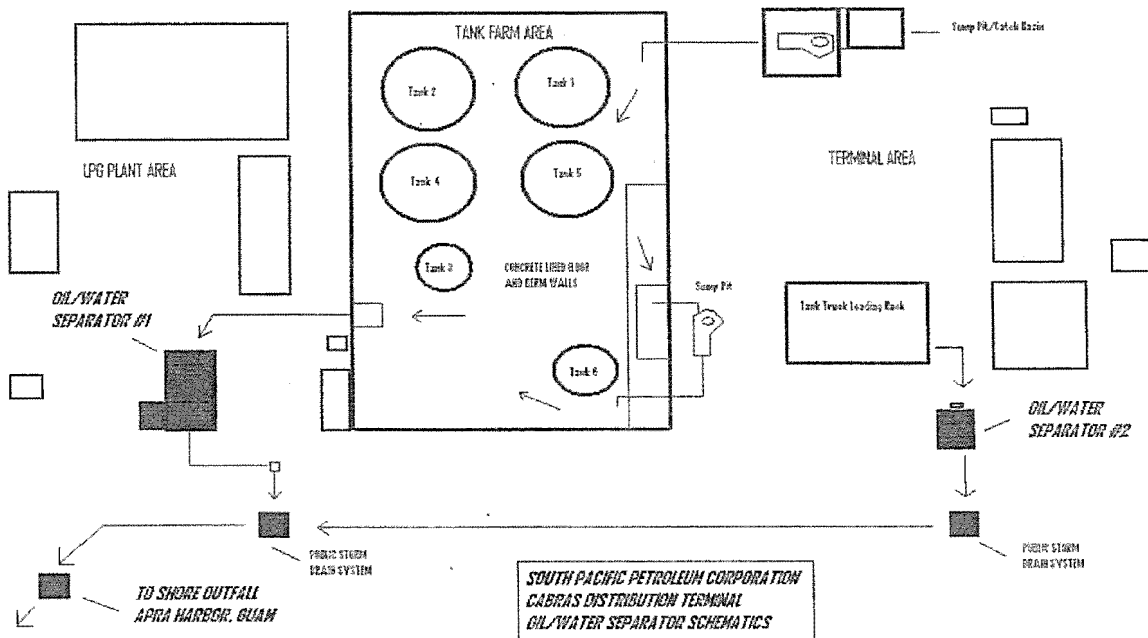 TANK FARM AREA
Sump Pit/Catch Basin
Tank 2
Tank 1
LPG PLANT AREA
TERMINAL AREA
Tank 4
Tank 5
Tank 3
CONCRETE LINED FLOOR
AND BERM WALLS
Sump Pit
OIL/WATER
SEPARATOR #1
Tank Truck Loading Rack
Tank 6
OIL/WATER
SEPARATOR #2
PUBLIC STORM
DRAIN SYSTEM
PUBLIC STORM
DRAIN SYSTEM
TO SHORE OUTFALL
APRA HARBOR, GUAM
SOUTH PACIFIC PETROLEUM CORPORATION
CABRAS DISTRIBUTION TERMINAL
OIL/WATER SEPARATOR SCHEMATICS